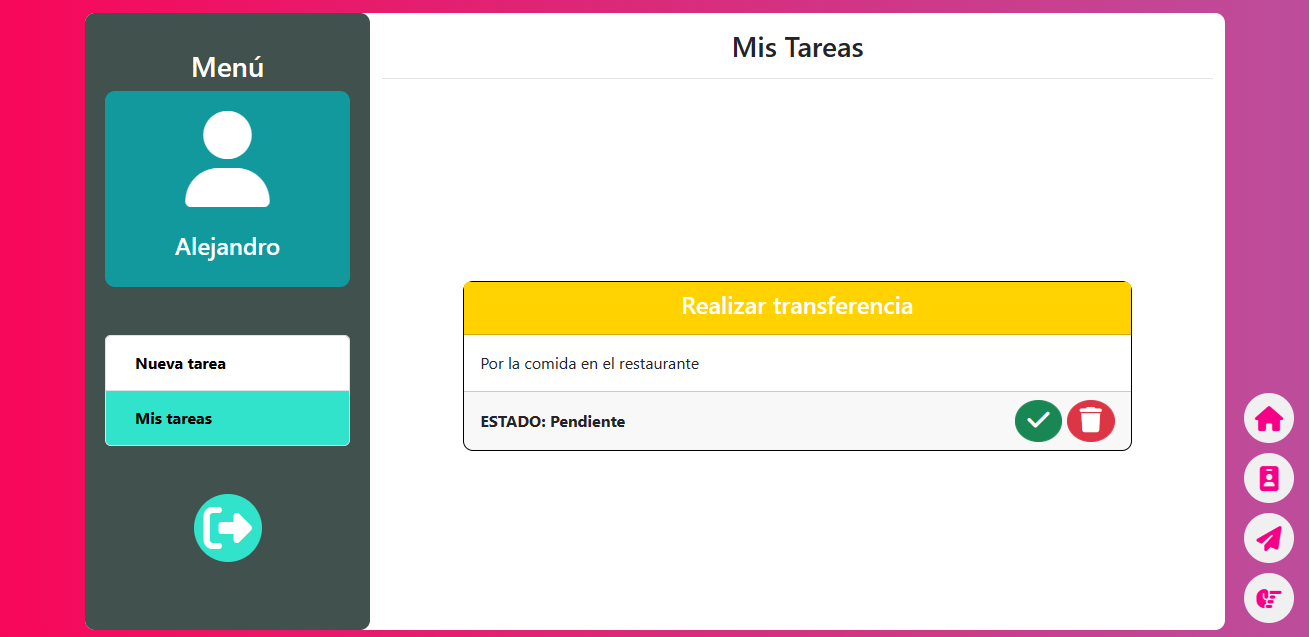 Menú
Alejandro
Nueva tarea
Mis tareas
Mis Tareas
Realizar transferencia
Por la comida en el restaurante
ESTADO: Pendiente